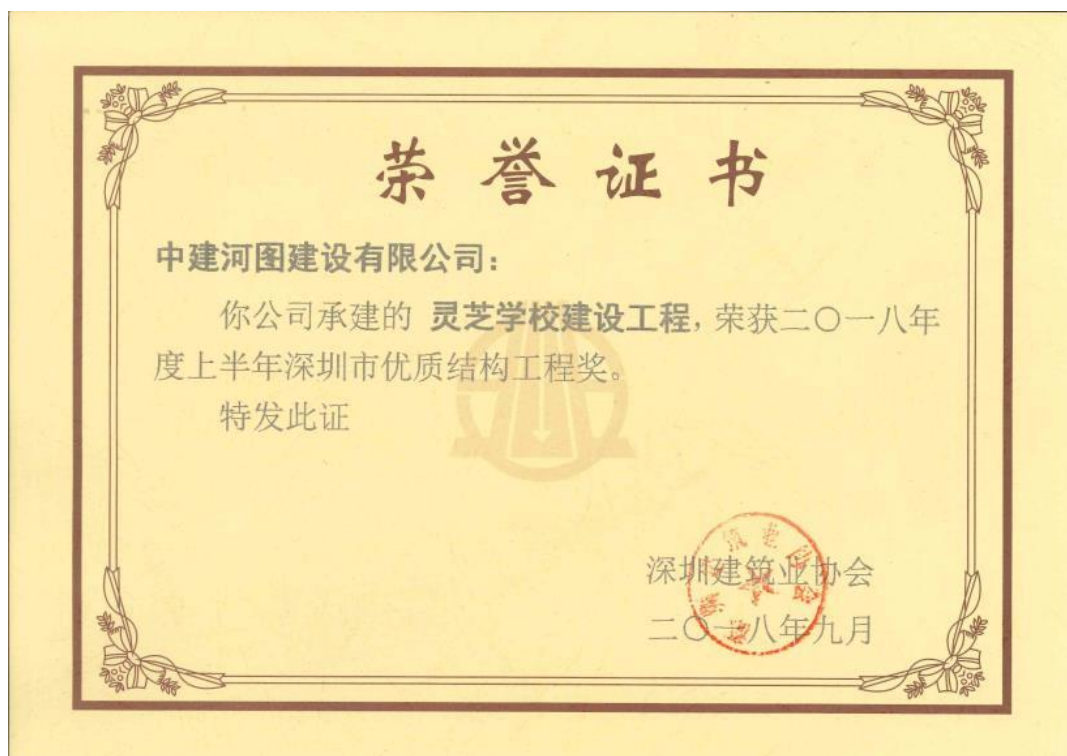 荣誉证书
中建河图建设有限公司：
你公司承建的 灵芝学校建设工程，荣获二〇一八年
度上半年深圳市优质结构工程奖。
特发此证
深圳建筑业协会
二〇一八年九月